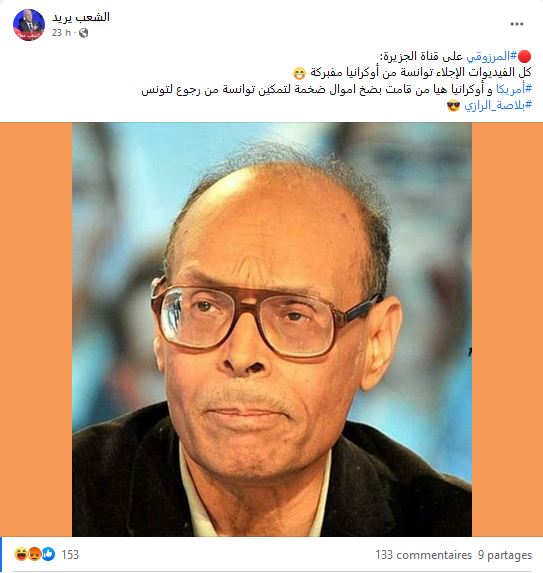 الشعب يريد
23 h
🔴#المرزوقي على قناة الجزيرة:
كل الفيديوات الإجلاء توانسة من أوكرانيا مفبركة 😁
#أمريكا و أوكرانيا هيا من قامت بضخ اموال ضخمة لتمكين توانسة من رجوع لتونس
#بلاصة_الرازي 😎
153
133 commentaires 9 partages